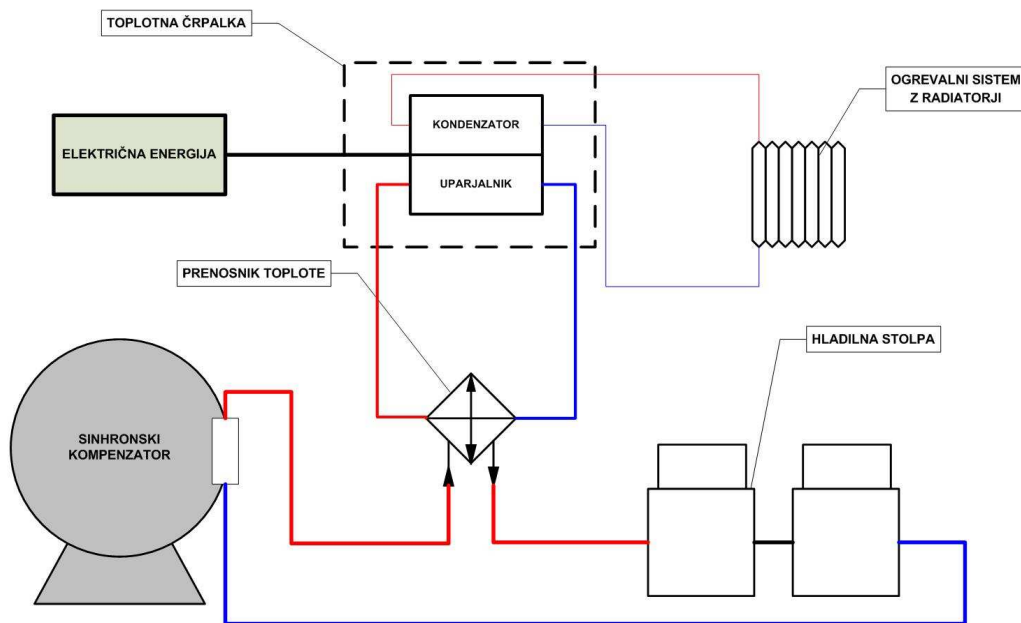 TOPLOTNA ČRPALKA
OGREVALNI SISTEM
Z RADIATORJI
KONDENZATOR
ELEKTRIČNA ENERGIJA
UPARJALNIK
PRENOSNIK TOPLOTE
HLADILNA STOLPA
SINHRONSKI
KOMPENZATOR